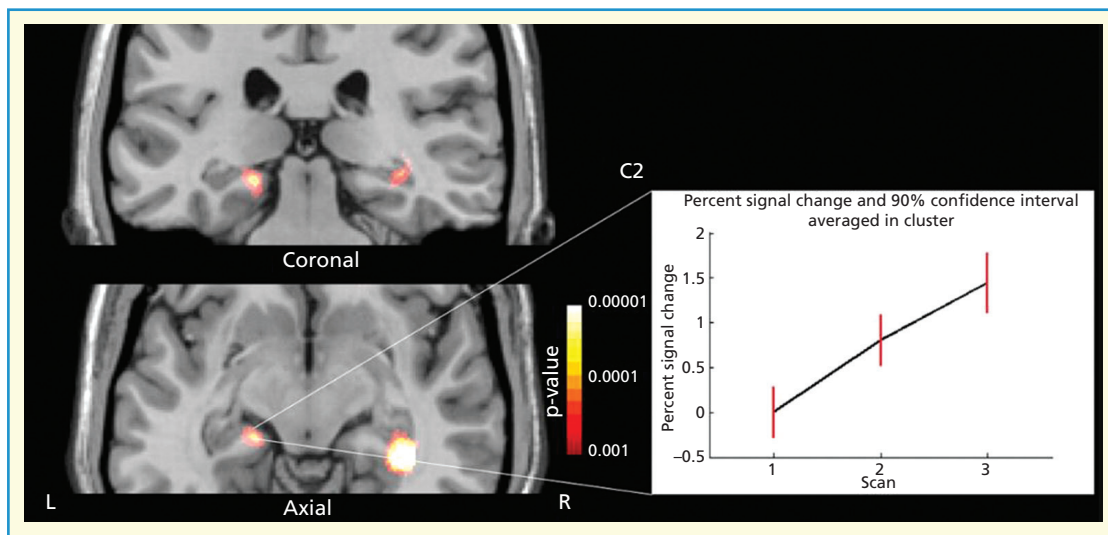 Coronal
C2
p-value
0.00001
0.0001
0.001
L
Axial
R
Percent signal change and 90% confidence interval
averaged in cluster
Percent signal change
2
1.5
1
0.5
0
−0.5
1 2 3
Scan